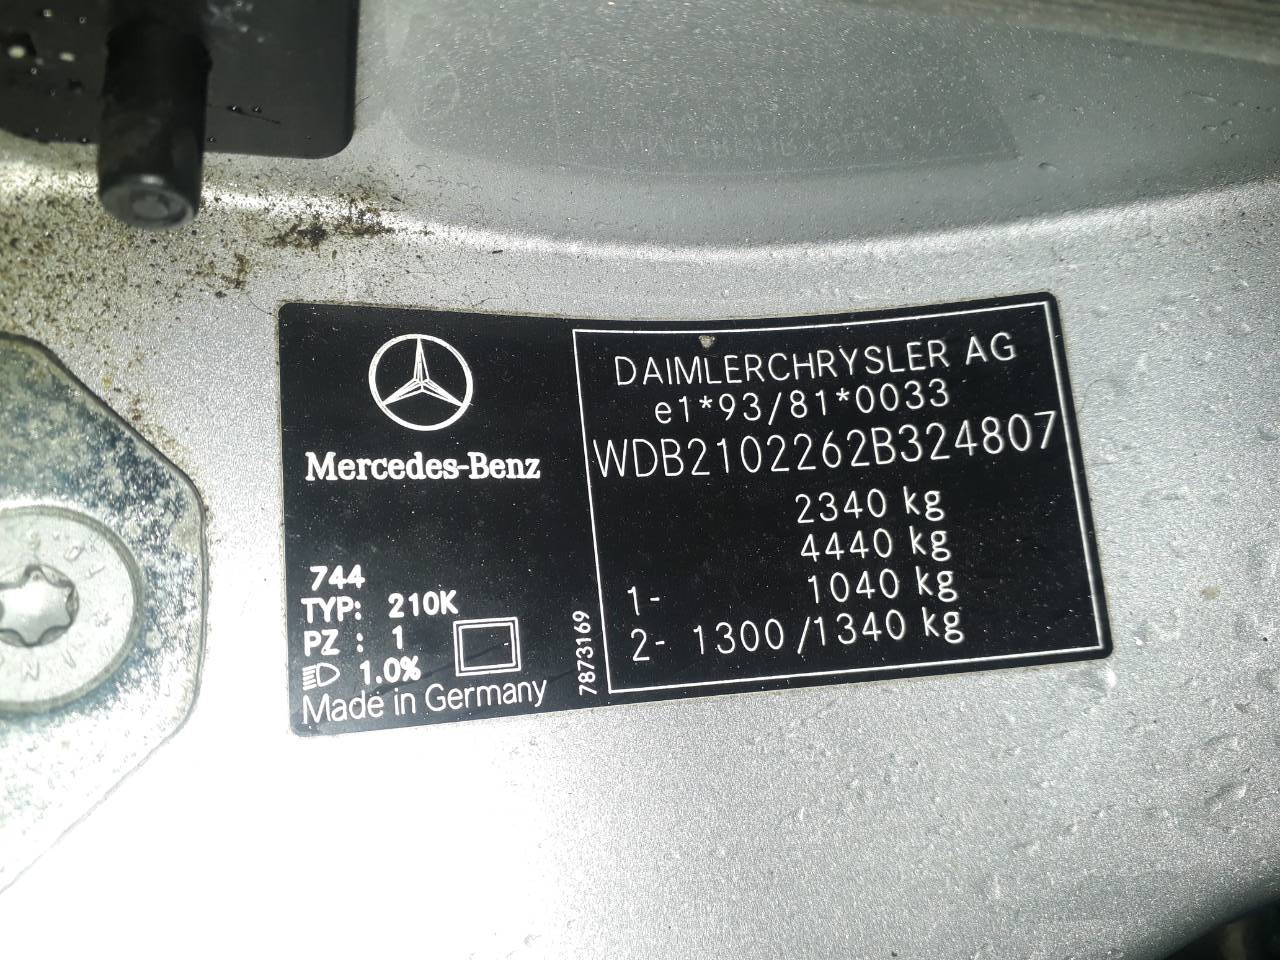 Mercedes-Benz
744
TYP: 210K
PZ : 1
1.0%
Made in Germany
7873169
DAIMLERCHRYSLER AG
e1*93/81*0033
WDB2102262B324807
2340 kg
4440 kg
1- 1040 kg
2- 1300/1340 kg